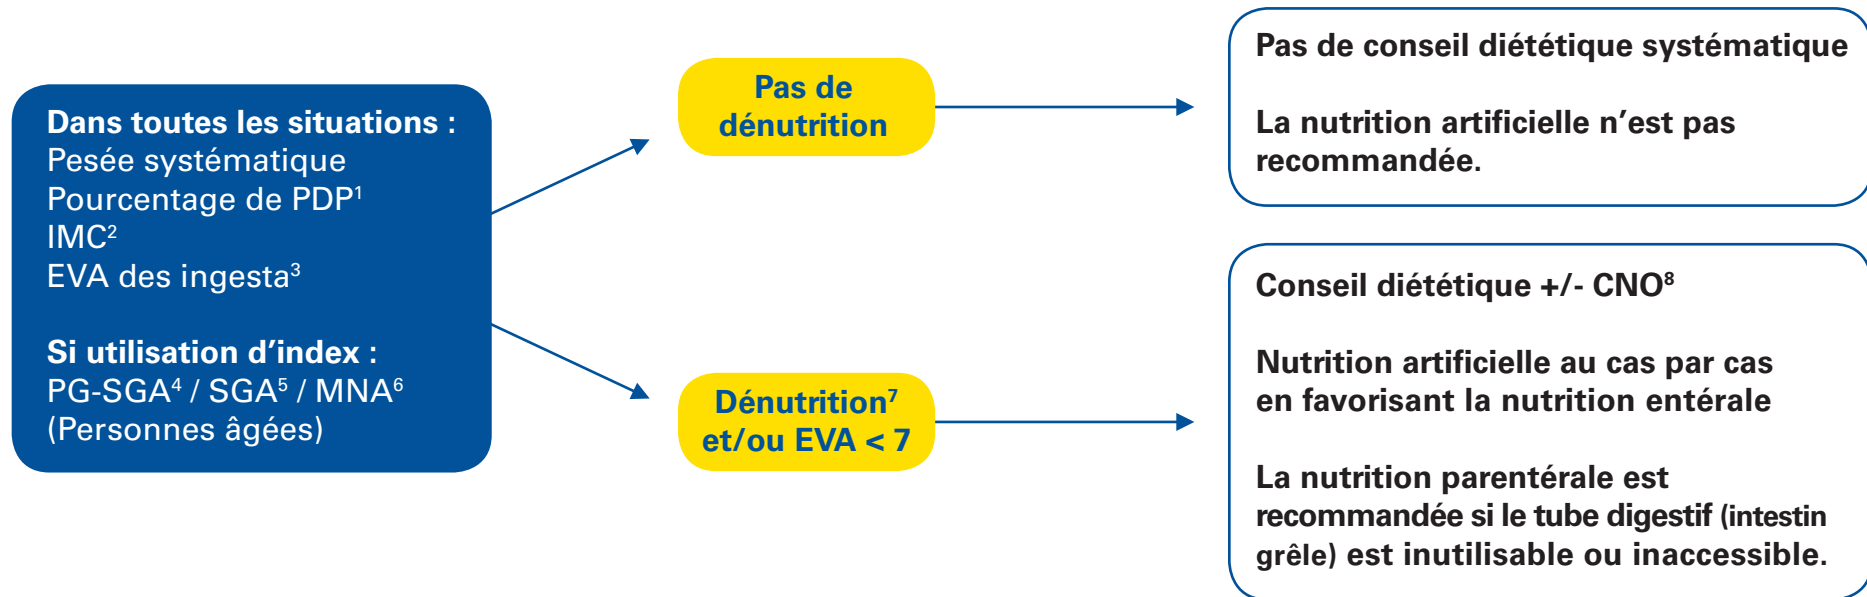 Dans toutes les situations :
Pesée systématique
Pourcentage de PDP¹
IMC²
EVA des ingesta³
Si utilisation d’index :
PG-SGA⁴ / SGA⁵ / MNA⁶
(Personnes âgées)
Pas de
dénutrition
Pas de conseil diététique systématique
La nutrition artificielle n’est pas
recommandée.
Dénutrition⁷
et/ou EVA < 7
Conseil diététique +/- CNO⁸
Nutrition artificielle au cas par cas
en favorisant la nutrition entérale
La nutrition parentérale est
recommandée si le tube digestif (intestin
grêle) est inutilisable ou inaccessible.